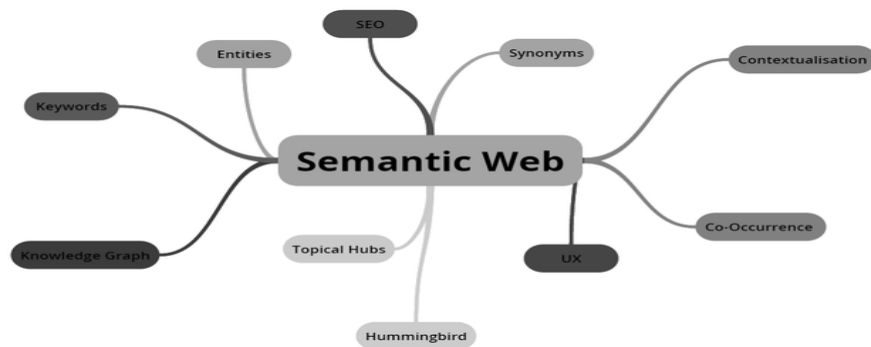 SEO
Entities
Synonyms
Contextualisation
Keywords
Semantic Web
Co-Occurrence
Topical Hubs
Knowledge Graph
UX
Hummingbird